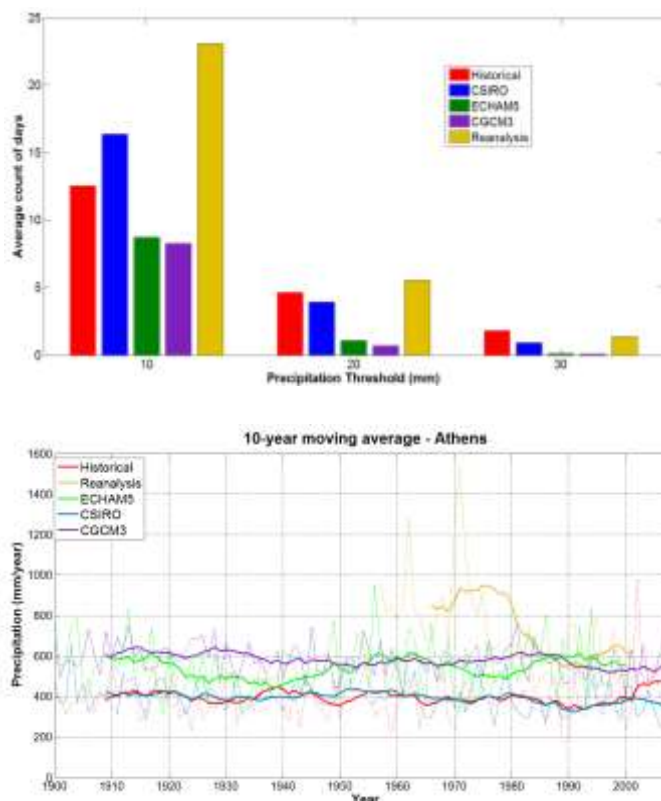 25
20
15
10
5
0
Average count of days
Historical
CSIRO
ECHAM5
CGCM3
Reanalysis
10 20 30
Precipitation Threshold (mm)
10-year moving average - Athens
1600
1400
1200
1000
800
600
400
200
0
Precipitation (mm/year)
Historical
Reanalysis
ECHAM5
CSIRO
CGCM3
1900 1910 1920 1930 1940 1950 1960 1970 1980 1990 2000
Year